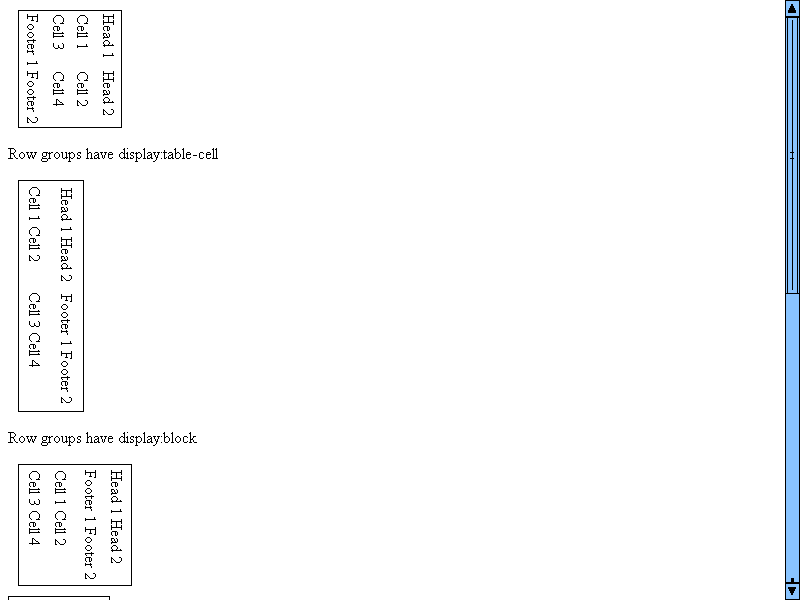 Head 1 Head 2
Cell 1 Cell 2
Cell 3 Cell 4
Footer 1 Footer 2
Row groups have display:table-cell
Head 1 Head 2 Footer 1 Footer 2
Cell 1 Cell 2 Cell 3 Cell 4
Row groups have display:block
Head 1 Head 2
Footer 1 Footer 2
Cell 1 Cell 2
Cell 3 Cell 4